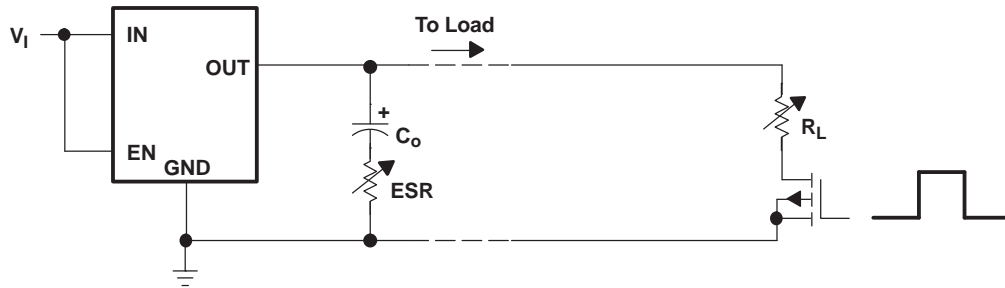 To Load
V_I
IN
OUT
+
C_o
R_L
EN
GND
ESR